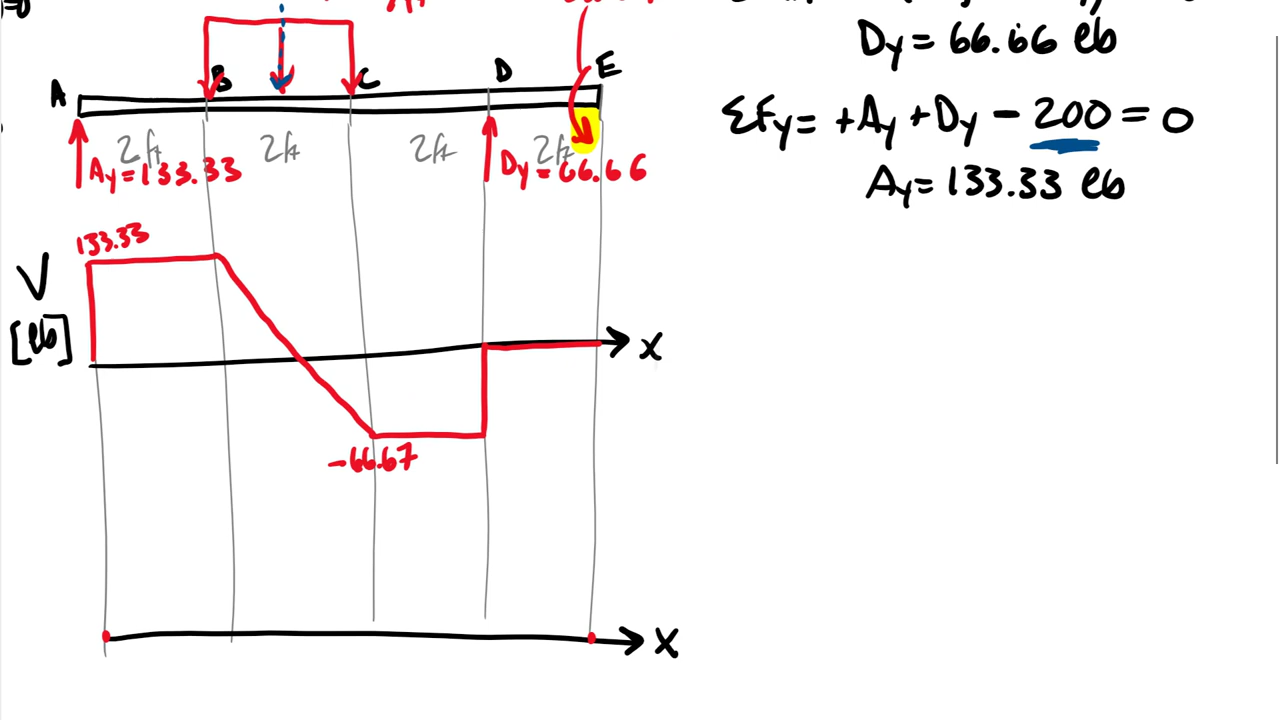 Dy = 66.66 lb
B C D E
A
ΣFy = +Ay + Dy - 200 = 0
2ft 2ft 2ft 2ft
Ay = 133.33 Dy = 66.66
Ay = 133.33 lb
133.33
V
[lb]
x
-66.67
x